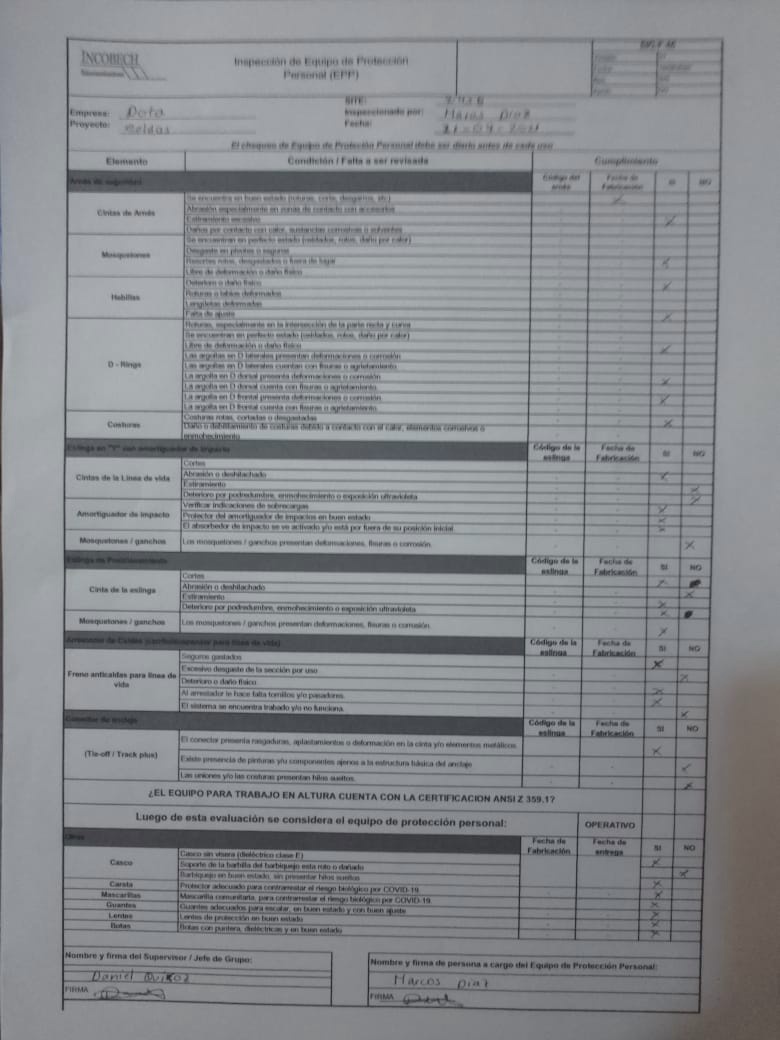 INCOBECH
Inspección de Equipo de Protección
Personal (EPP)
SITE:
Empresa: Inspeccionado por: Marcos Diaz
Proyecto: Celdas Fecha:
El chequeo de Equipo de Protección Personal debe ser diario antes de cada uso
Elemento Condición / Falta a ser revisada Cumplimiento
Arnés de seguridad Código del arnés Fecha de Fabricación SI NO
Cintas de Arnés
Se encuentra en buen estado (roturas, corte, desgarros, etc)
Abrasión especialmente en zonas de contacto con accesorios
Estiramiento excesivo
Daños por contacto con calor, sustancias corrosivas o solventes
Mosquetones
Se encuentran en perfecto estado (soldados, rotos, daño por calor)
Desgaste en pivotes o seguros
Resortes rotos, desgastados o fuera de lugar
Libre de deformación o daño físico
Hebillas
Deterioro o daño físico
Roturas o lados deformados
Lengüetas deformadas
Falta de ajuste
D - Rings
Roturas, especialmente en la intersección de la parte recta y curva
Se encuentran en perfecto estado (soldados, rotos, daño por calor)
Libre de deformación o daño físico
Las argollas en D laterales presentan deformaciones o corrosión
Las argollas en D laterales cuentan con fisuras o agrietamiento
La argolla en D dorsal presenta deformaciones o corrosión
La argolla en D dorsal cuenta con fisuras o agrietamiento.
La argolla en D frontal presenta deformaciones o corrosión
La argolla en D frontal cuenta con fisuras o agrietamiento.
Costuras
Costuras rotas, cortadas o desgastadas
Daño o debilitamiento de costuras debido a contacto con el calor, elementos corrosivos o
enmohecimiento
Eslinga en "Y" con amortiguador de impacto Código de la eslinga Fecha de Fabricación SI NO
Cintas de la Linea de vida
Cortes
Abrasión o deshilachado
Estiramiento
Deterioro por podredumbre, enmohecimiento o exposición ultravioleta
Amortiguador de impacto
Verificar indicaciones de sobrecargas
Protector del amortiguador de impactos en buen estado
El absorbedor de impacto se ve activado y/o está por fuera de su posición inicial.
Mosquetones / ganchos Los mosquetones / ganchos presentan deformaciones, fisuras o corrosión.
Eslinga de Posicionamiento Código de la eslinga Fecha de Fabricación SI NO
Cinta de la eslinga
Cortes
Abrasión o deshilachado
Estiramiento
Deterioro por podredumbre, enmohecimiento o exposición ultravioleta
Mosquetones / ganchos Los mosquetones / ganchos presentan deformaciones, fisuras o corrosión.
Código de la eslinga Fecha de Fabricación SI NO
Freno anticaídas para línea de vida
Seguros gastados
Excesivo desgaste de la sección por uso
Deterioro o daño físico
Al arrestador le hace falta tornillos y/o pasadores.
El sistema se encuentra trabado y/o no funciona.
Conector de anclaje Código de la eslinga Fecha de Fabricación SI NO
(Tie-off / Track plus)
El conector presenta rasgaduras, aplastamientos o deformación en la cinta y/o elementos metálicos.
Existe presencia de pinturas y/u componentes ajenos a la estructura básica del anclaje
Las uniones y/o las costuras presentan hilos sueltos.
¿EL EQUIPO PARA TRABAJO EN ALTURA CUENTA CON LA CERTIFICACION ANSI Z 359.1?
Luego de esta evaluación se considera el equipo de protección personal: OPERATIVO
Otros Fecha de Fabricación Fecha de entrega SI NO
Casco
Casco sin visera (dieléctrico clase E)
Soporte de la barbilla del barbiquejo esta roto o dañado
Barbiquejo en buen estado, sin presentar hilos sueltos
Careta Protector adecuado para contrarrestar el riesgo biológico por COVID-19.
Mascarillas Mascarilla comunitaria, para contrarrestar el riesgo biológico por COVID-19.
Guantes Guantes adecuados para escalar, en buen estado y con buen ajuste
Lentes Lentes de protección en buen estado
Botas Botas con puntera, dieléctricas y en buen estado
Nombre y firma del Supervisor / Jefe de Grupo:
Daniel Quiroz
FIRMA
Nombre y firma de persona a cargo del Equipo de Protección Personal:
Marcos Diaz
FIRMA